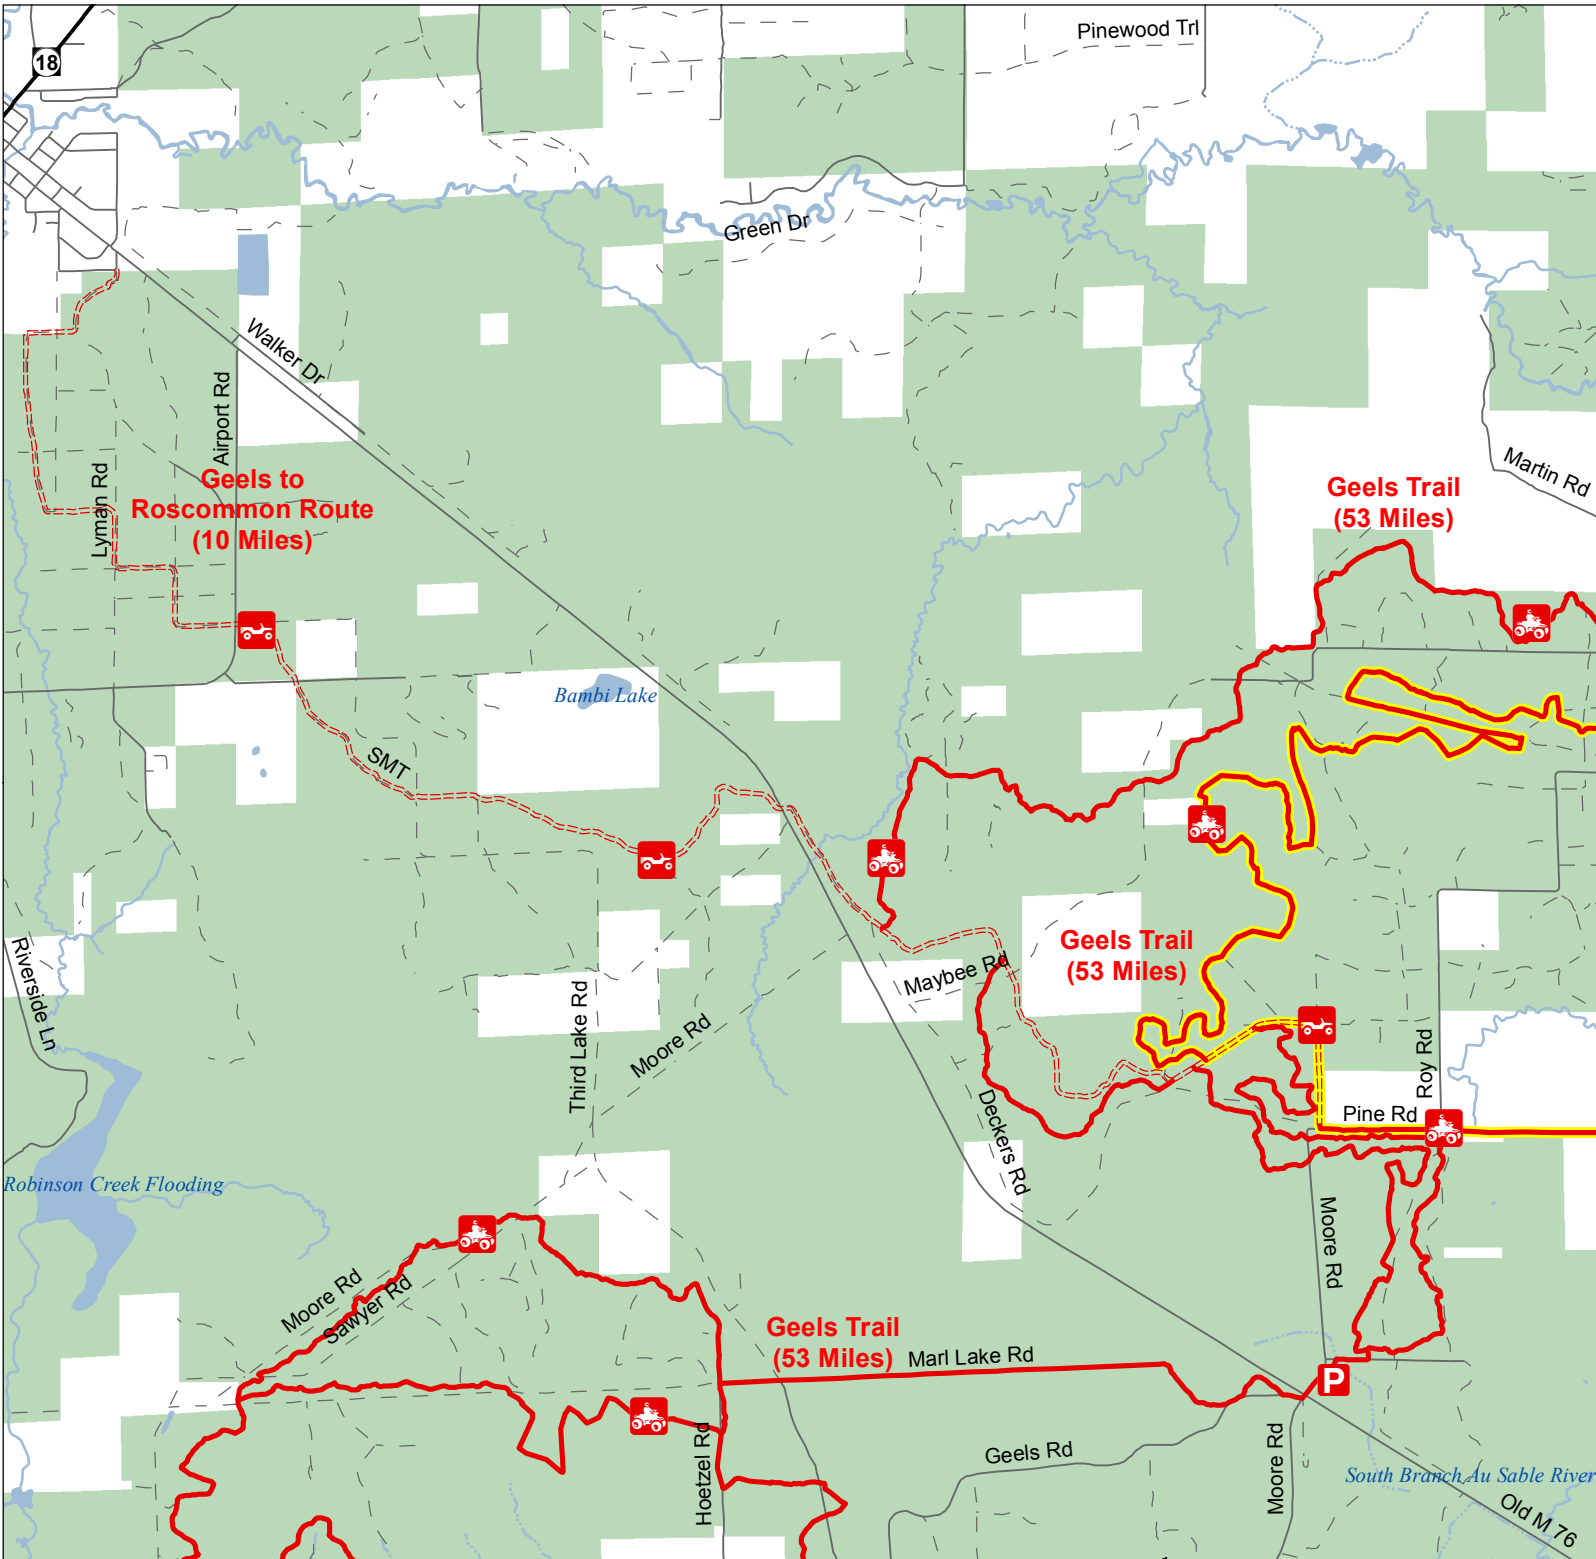 Pinewood Trl
18
Green Dr
Walker Dr
Airport Rd
Lyman Rd
Geels to
Roscommon Route
(10 Miles)
Martin Rd
Geels Trail
(53 Miles)
Bambi Lake
SMT
Geels Trail
(53 Miles)
Maybee Rd
Riverside Ln
Third Lake Rd
Moore Rd
Roy Rd
Pine Rd
Deckers Rd
Robinson Creek Flooding
Moore Rd
Moore Rd
Sawyer Rd
Geels Trail
(53 Miles)
Marl Lake Rd
P
Hoetzel Rd
Geels Rd
Moore Rd
South Branch Au Sable River
Old M 76